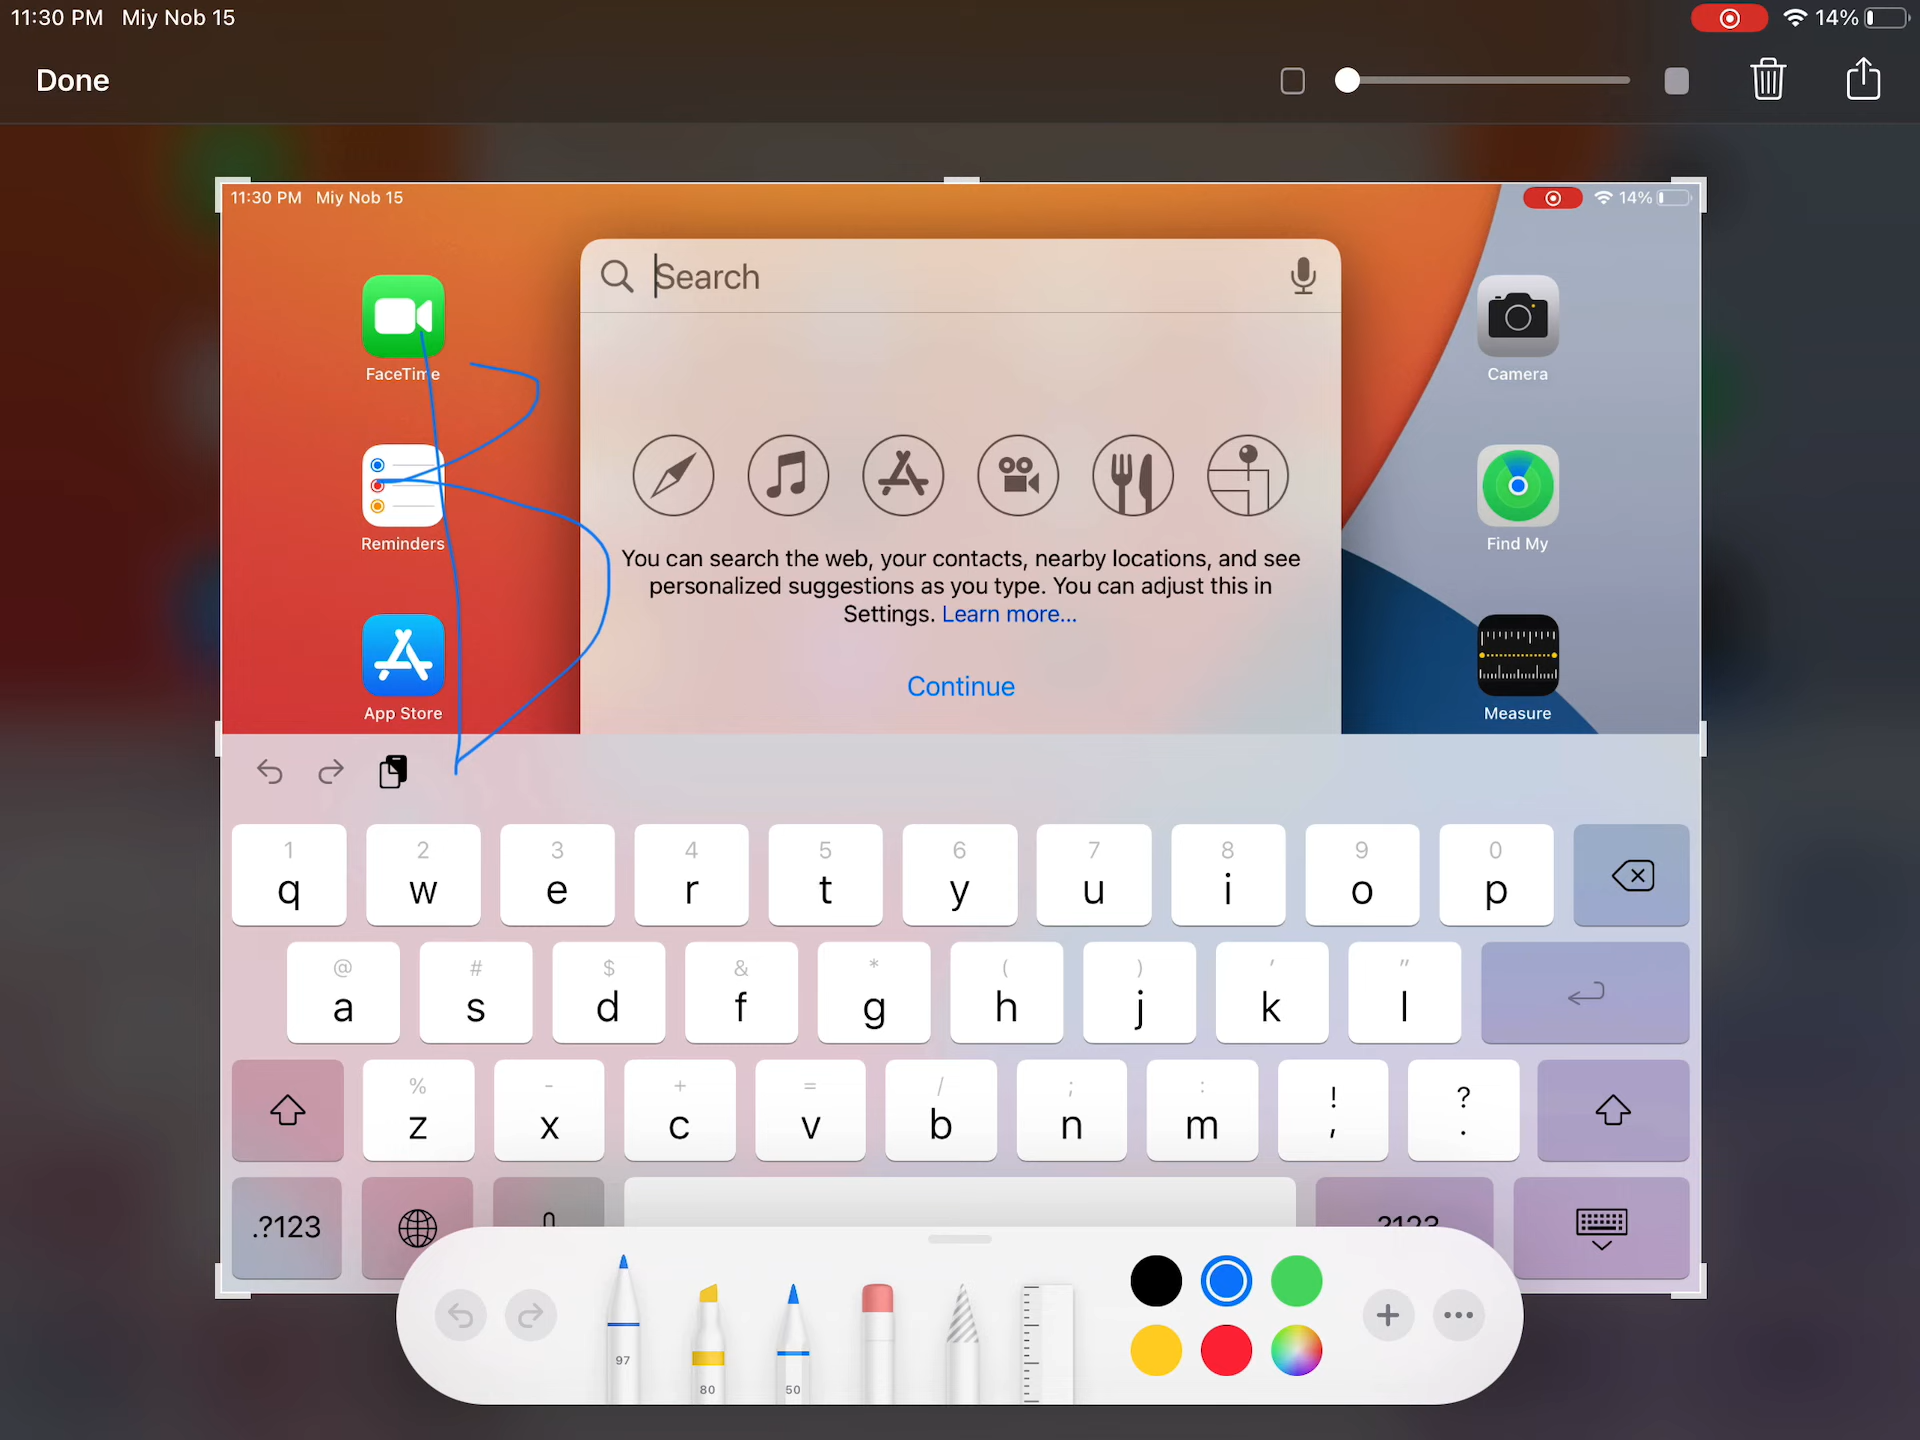 11:30 PM Miy Nob 15
14%
Done
11:30 PM Miy Nob 15
14%
Search
FaceTime
Camera
Reminders
Find My
You can search the web, your contacts, nearby locations, and see
personalized suggestions as you type. You can adjust this in
Settings. Learn more...
App Store
Continue
Measure
1 2 3 4 5 6 7 8 9 0
q w e r t y u i o p
@ # $ & * ( ) ' "
a s d f g h j k l
% - + = / ; : ! ?
z x c v b n m , .
.?123
.?123
97
80
50